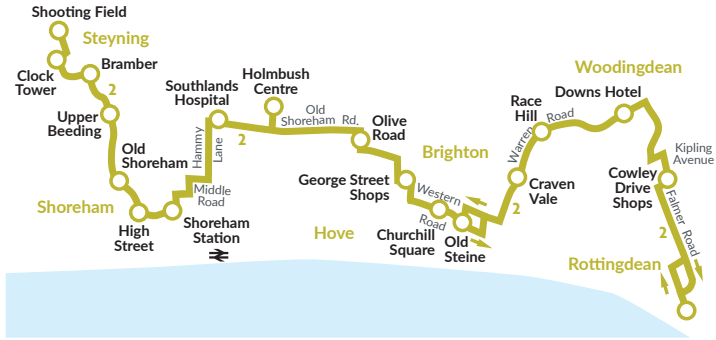 Shooting Field
Steyning
Clock
Tower
Bramber
2
Upper
Beeding
Old
Shoreham
Shoreham
High
Street
Shoreham
Station
Middle
Road
Hammy
Lane
Southlands
Hospital
2
Holmbush
Centre
Old
Shoreham Rd.
Olive
Road
George Street
Shops
Hove
Brighton
Western
Road
Churchill
Square
Old
Steine
2
Craven
Vale
Warren Road
Race
Hill
Woodingdean
Downs Hotel
Kipling
Avenue
Cowley
Drive
Shops
Falmer Road
2
Rottingdean